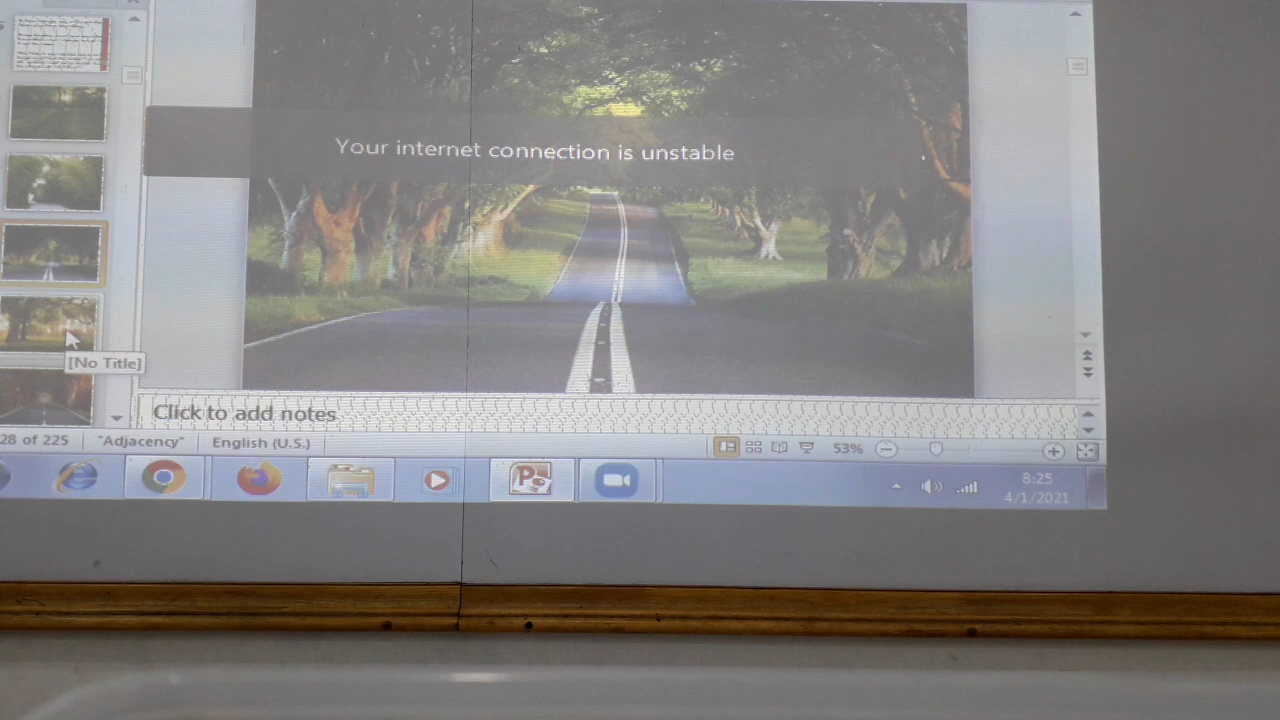 Your internet connection is unstable
[No Title]
Click to add notes
28 of 225
"Adjacency"
English (U.S.)
53%
8:25
4/1/2021